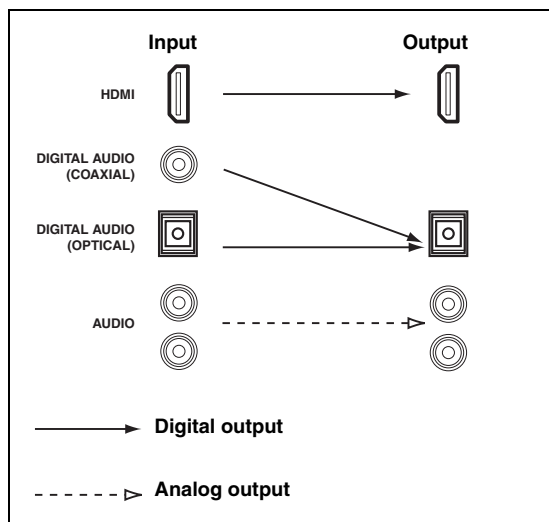 Input Output
HDMI
DIGITAL AUDIO
(COAXIAL)
DIGITAL AUDIO
(OPTICAL)
AUDIO
Digital output
Analog output